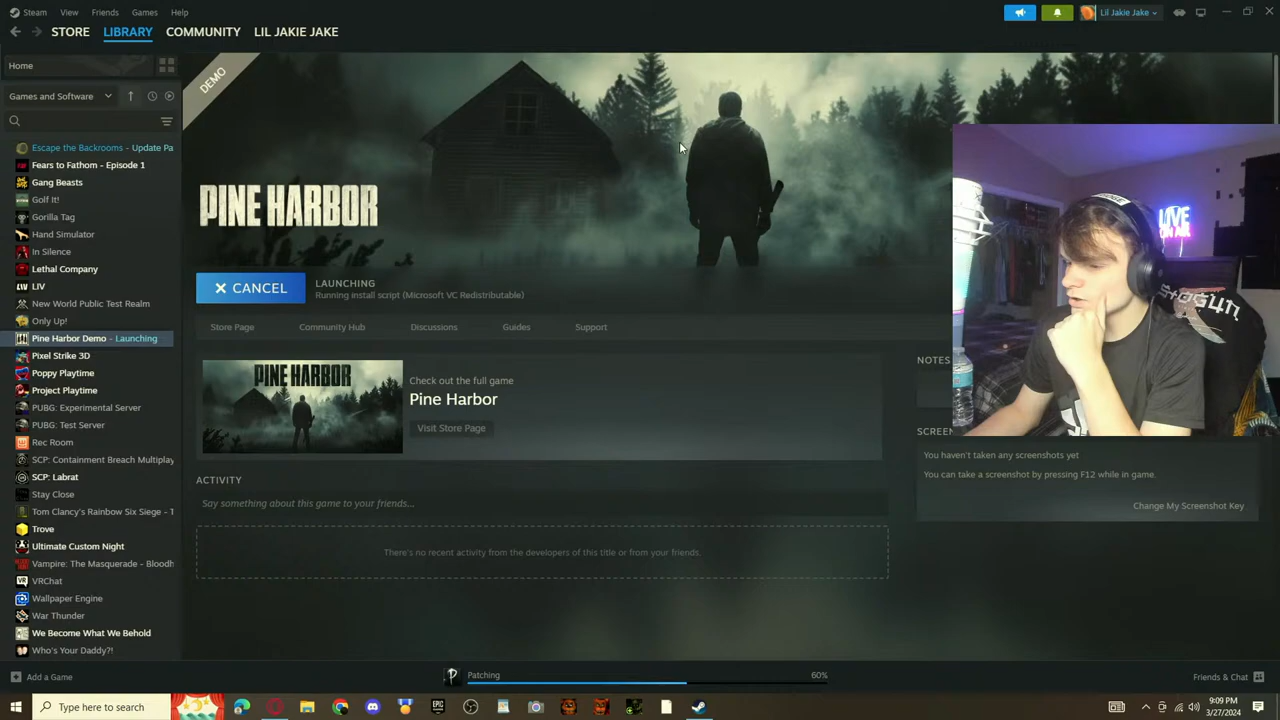 Steam View Friends Games Help
Lil Jakie Jake
STORE LIBRARY COMMUNITY LIL JAKIE JAKE
Home
Games and Software
DEMO
Escape the Backrooms - Update Pa
Fears to Fathom - Episode 1
Gang Beasts
Golf It!
Gorilla Tag
Hand Simulator
In Silence
Lethal Company
LIV
New World Public Test Realm
Only Up!
Pine Harbor Demo - Launching
Pixel Strike 3D
Poppy Playtime
Project Playtime
PUBG: Experimental Server
PUBG: Test Server
Rec Room
SCP: Containment Breach Multiplay
SCP: Labrat
Stay Close
Tom Clancy's Rainbow Six Siege - T
Trove
Ultimate Custom Night
Vampire: The Masquerade - Bloodh
VRChat
Wallpaper Engine
War Thunder
We Become What We Behold
Who's Your Daddy?!
Add a Game
PINE HARBOR
CANCEL
LAUNCHING
Running install script (Microsoft VC Redistributable)
Store Page Community Hub Discussions Guides Support
PINE HARBOR
Check out the full game
Pine Harbor
Visit Store Page
ACTIVITY
Say something about this game to your friends...
There's no recent activity from the developers of this title or from your friends.
NOTES
SCREEN
You haven't taken any screenshots yet
You can take a screenshot by pressing F12 while in game.
Change My Screenshot Key
LIVE
ON AIR
SHOGUN
Patching 60%
Friends & Chat
Type here to search
EPIC
9:09 PM
3/27/2024